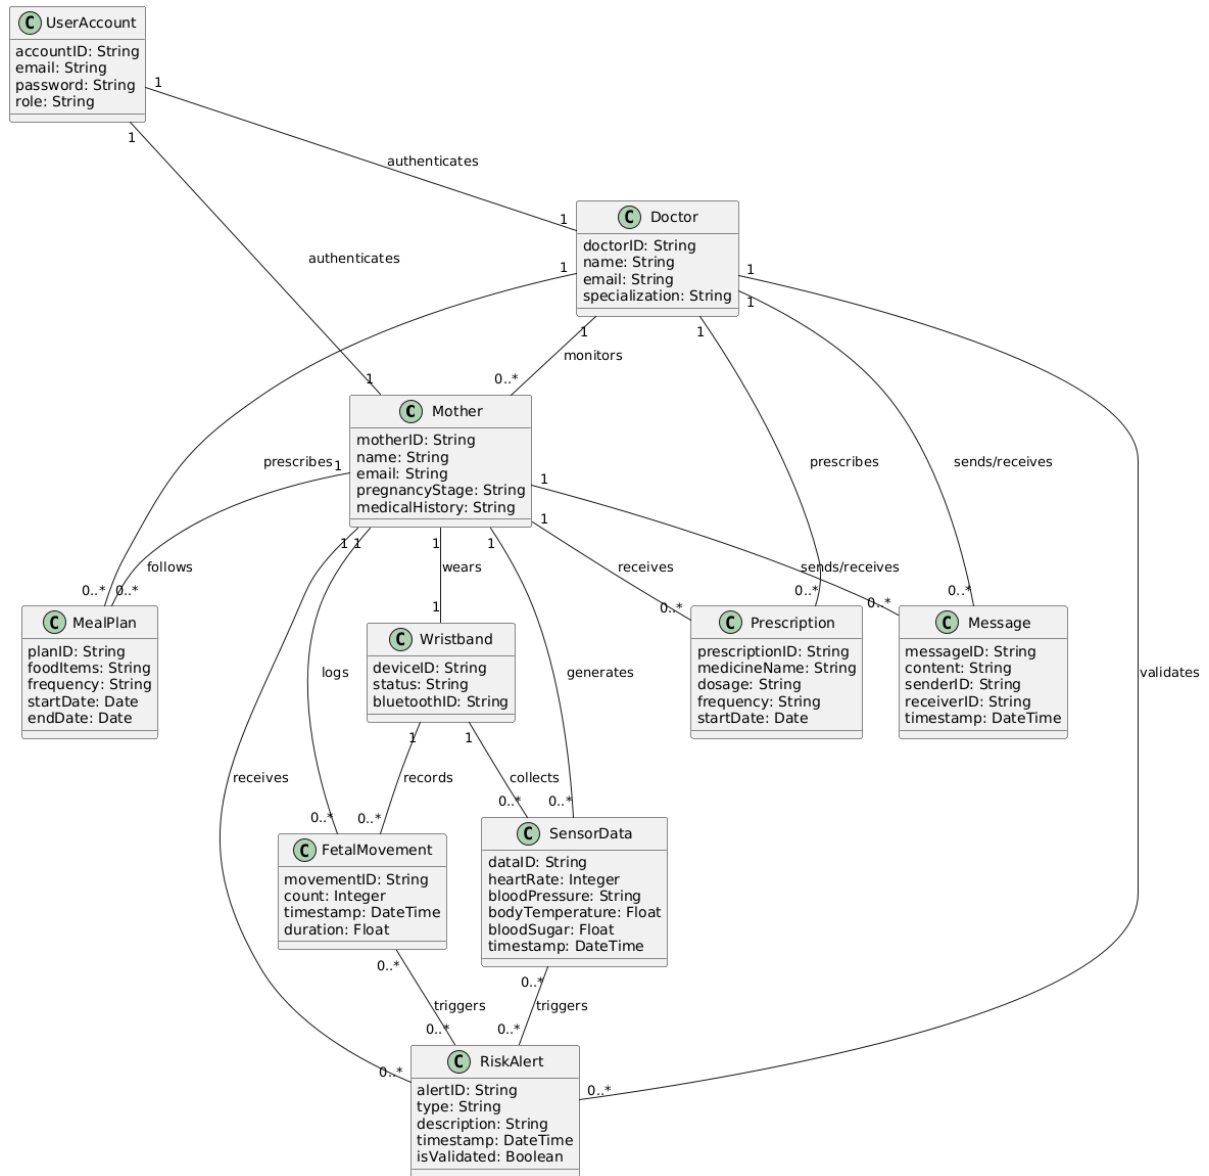 C UserAccount
accountID: String
email: String
password: String
role: String
1
1
authenticates
authenticates
1
1
C Doctor
doctorID: String
name: String
email: String
specialization: String
1
1
1
1
1
1
monitors
0..*
C Mother
motherID: String
name: String
email: String
pregnancyStage: String
medicalHistory: String
prescribes
1
prescribes
sends/receives
1
1
1
1
1
1
follows
wears
receives
sends/receives
0..*
0..*
1
0..*
0..*
0..*
0..*
C MealPlan
planID: String
foodItems: String
frequency: String
startDate: Date
endDate: Date
C Wristband
deviceID: String
status: String
bluetoothID: String
C Prescription
prescriptionID: String
medicineName: String
dosage: String
frequency: String
startDate: Date
C Message
messageID: String
content: String
senderID: String
receiverID: String
timestamp: DateTime
logs
generates
validates
1
1
receives
records
collects
0..*
0..*
0..*
0..*
C FetalMovement
movementID: String
count: Integer
timestamp: DateTime
duration: Float
C SensorData
dataID: String
heartRate: Integer
bloodPressure: String
bodyTemperature: Float
bloodSugar: Float
timestamp: DateTime
0..*
0..*
triggers
triggers
0..*
0..*
0..*
0..*
C RiskAlert
alertID: String
type: String
description: String
timestamp: DateTime
isValidated: Boolean